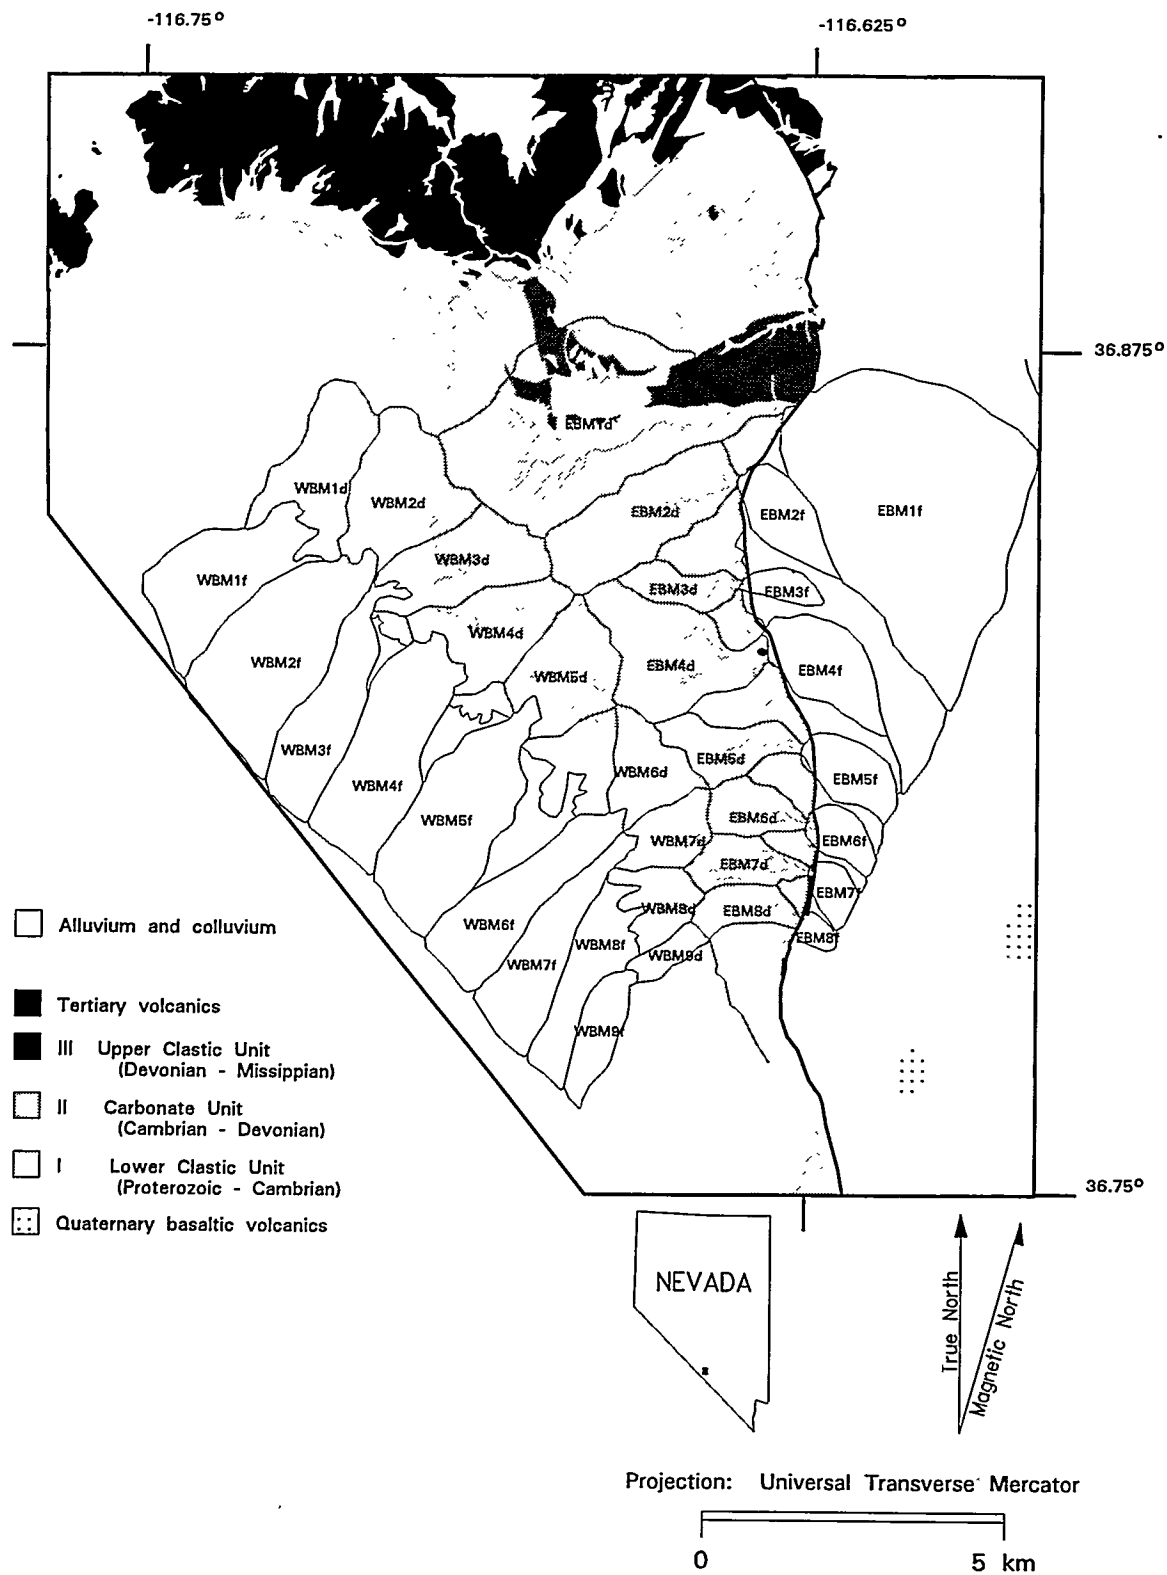 -116.75°
-116.625°
36.875°
EBM1d
WBM1d
WBM2d
EBM2d
EBM2f
EBM1f
WBM3d
WBM1f
EBM3d
EBM3f
WBM4d
WBM2f
WBM5d
EBM4d
EBM4f
WBM3f
WBM4f
WBM6d
EBM5d
EBM5f
WBM5f
EBM6d
WBM7d
EBM6f
EBM7d
EBM7f
WBM8d
EBM8d
WBM6f
WBM8f
EBM8f
WBM7f
WBM9d
WBM9f
Alluvium and colluvium
Tertiary volcanics
III Upper Clastic Unit
(Devonian - Missippian)
II Carbonate Unit
(Cambrian - Devonian)
I Lower Clastic Unit
(Proterozoic - Cambrian)
Quaternary basaltic volcanics
36.75°
NEVADA
True North
Magnetic North
Projection: Universal Transverse Mercator
0 5 km